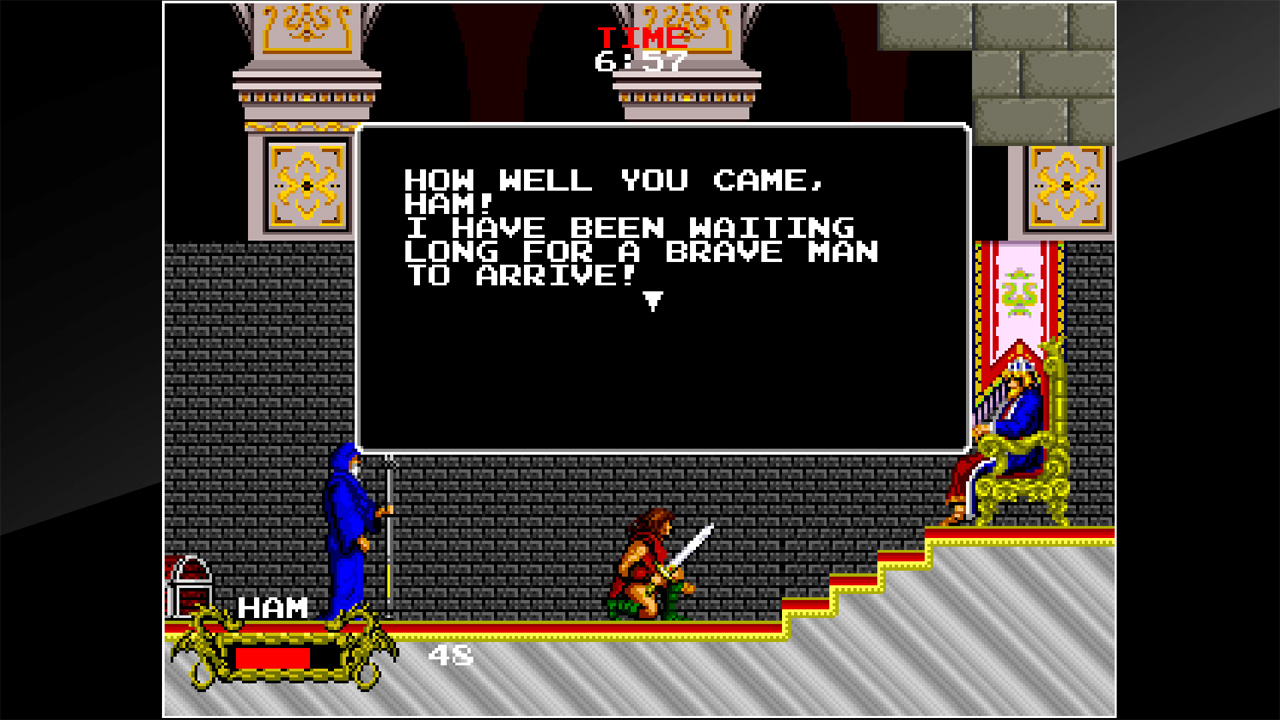 TIME
6:57
HOW WELL YOU CAME,
HAM!
I HAVE BEEN WAITING
LONG FOR A BRAVE MAN
TO ARRIVE!
HAM
48